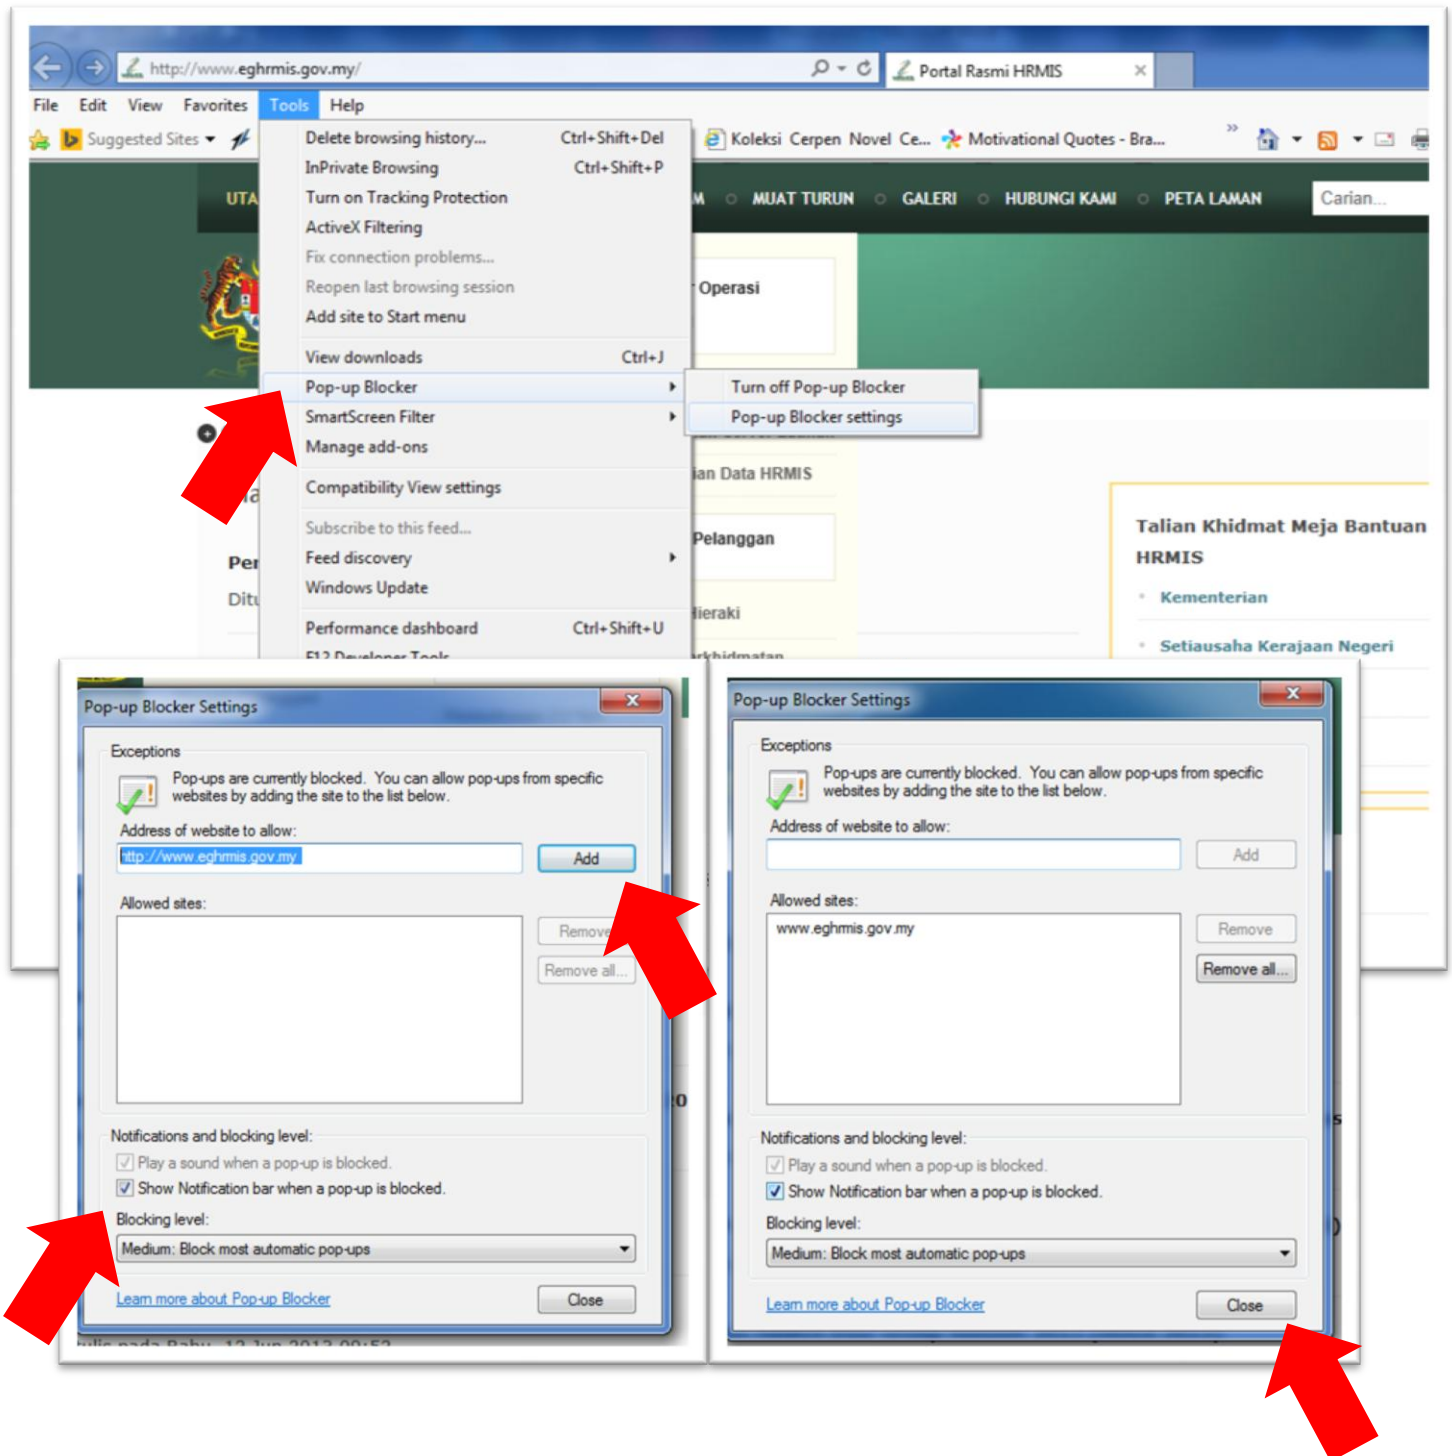 http://www.eghrmis.gov.my/
Portal Rasmi HRMIS
File Edit View Favorites Tools Help
Suggested Sites
Koleksi Cerpen Novel Ce...
Motivational Quotes - Bra...
Delete browsing history... Ctrl+Shift+Del
InPrivate Browsing Ctrl+Shift+P
Turn on Tracking Protection
ActiveX Filtering
Fix connection problems...
Reopen last browsing session
Add site to Start menu
View downloads Ctrl+J
Pop-up Blocker
SmartScreen Filter
Manage add-ons
Compatibility View settings
Subscribe to this feed...
Feed discovery
Windows Update
Performance dashboard Ctrl+Shift+U
F12 Developer Tools
Turn off Pop-up Blocker
Pop-up Blocker settings
UTA
M MUAT TURUN GALERI HUBUNGI KAMI PETA LAMAN
Carian...
Operasi
ian Data HRMIS
Pelanggan
Hieraki
Per
Ditu
Talian Khidmat Meja Bantuan
HRMIS
Kementerian
Setiausaha Kerajaan Negeri
Pop-up Blocker Settings
Exceptions
Pop-ups are currently blocked. You can allow pop-ups from specific
websites by adding the site to the list below.
Address of website to allow:
http://www.eghrmis.gov.my
Add
Allowed sites:
Remove
Remove all...
Notifications and blocking level:
Play a sound when a pop-up is blocked.
Show Notification bar when a pop-up is blocked.
Blocking level:
Medium: Block most automatic pop-ups
Learn more about Pop-up Blocker
Close
Pop-up Blocker Settings
Exceptions
Pop-ups are currently blocked. You can allow pop-ups from specific
websites by adding the site to the list below.
Address of website to allow:
Add
Allowed sites:
www.eghrmis.gov.my
Remove
Remove all...
Notifications and blocking level:
Play a sound when a pop-up is blocked.
Show Notification bar when a pop-up is blocked.
Blocking level:
Medium: Block most automatic pop-ups
Learn more about Pop-up Blocker
Close